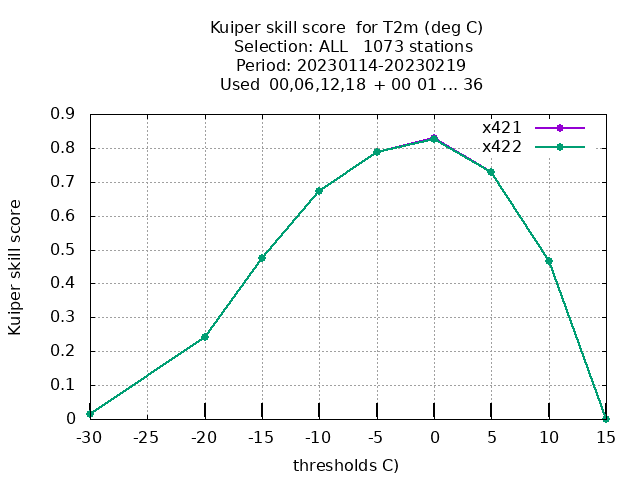 Kuiper skill score  for T2m (deg C)
Selection: ALL   1073 stations
Period: 20230114-20230219
Used  00,06,12,18  + 00 01 ... 36
x421
x422
Kuiper skill score
0.9
0.8
0.7
0.6
0.5
0.4
0.3
0.2
0.1
0
-30 -25 -20 -15 -10 -5 0 5 10 15
thresholds C)